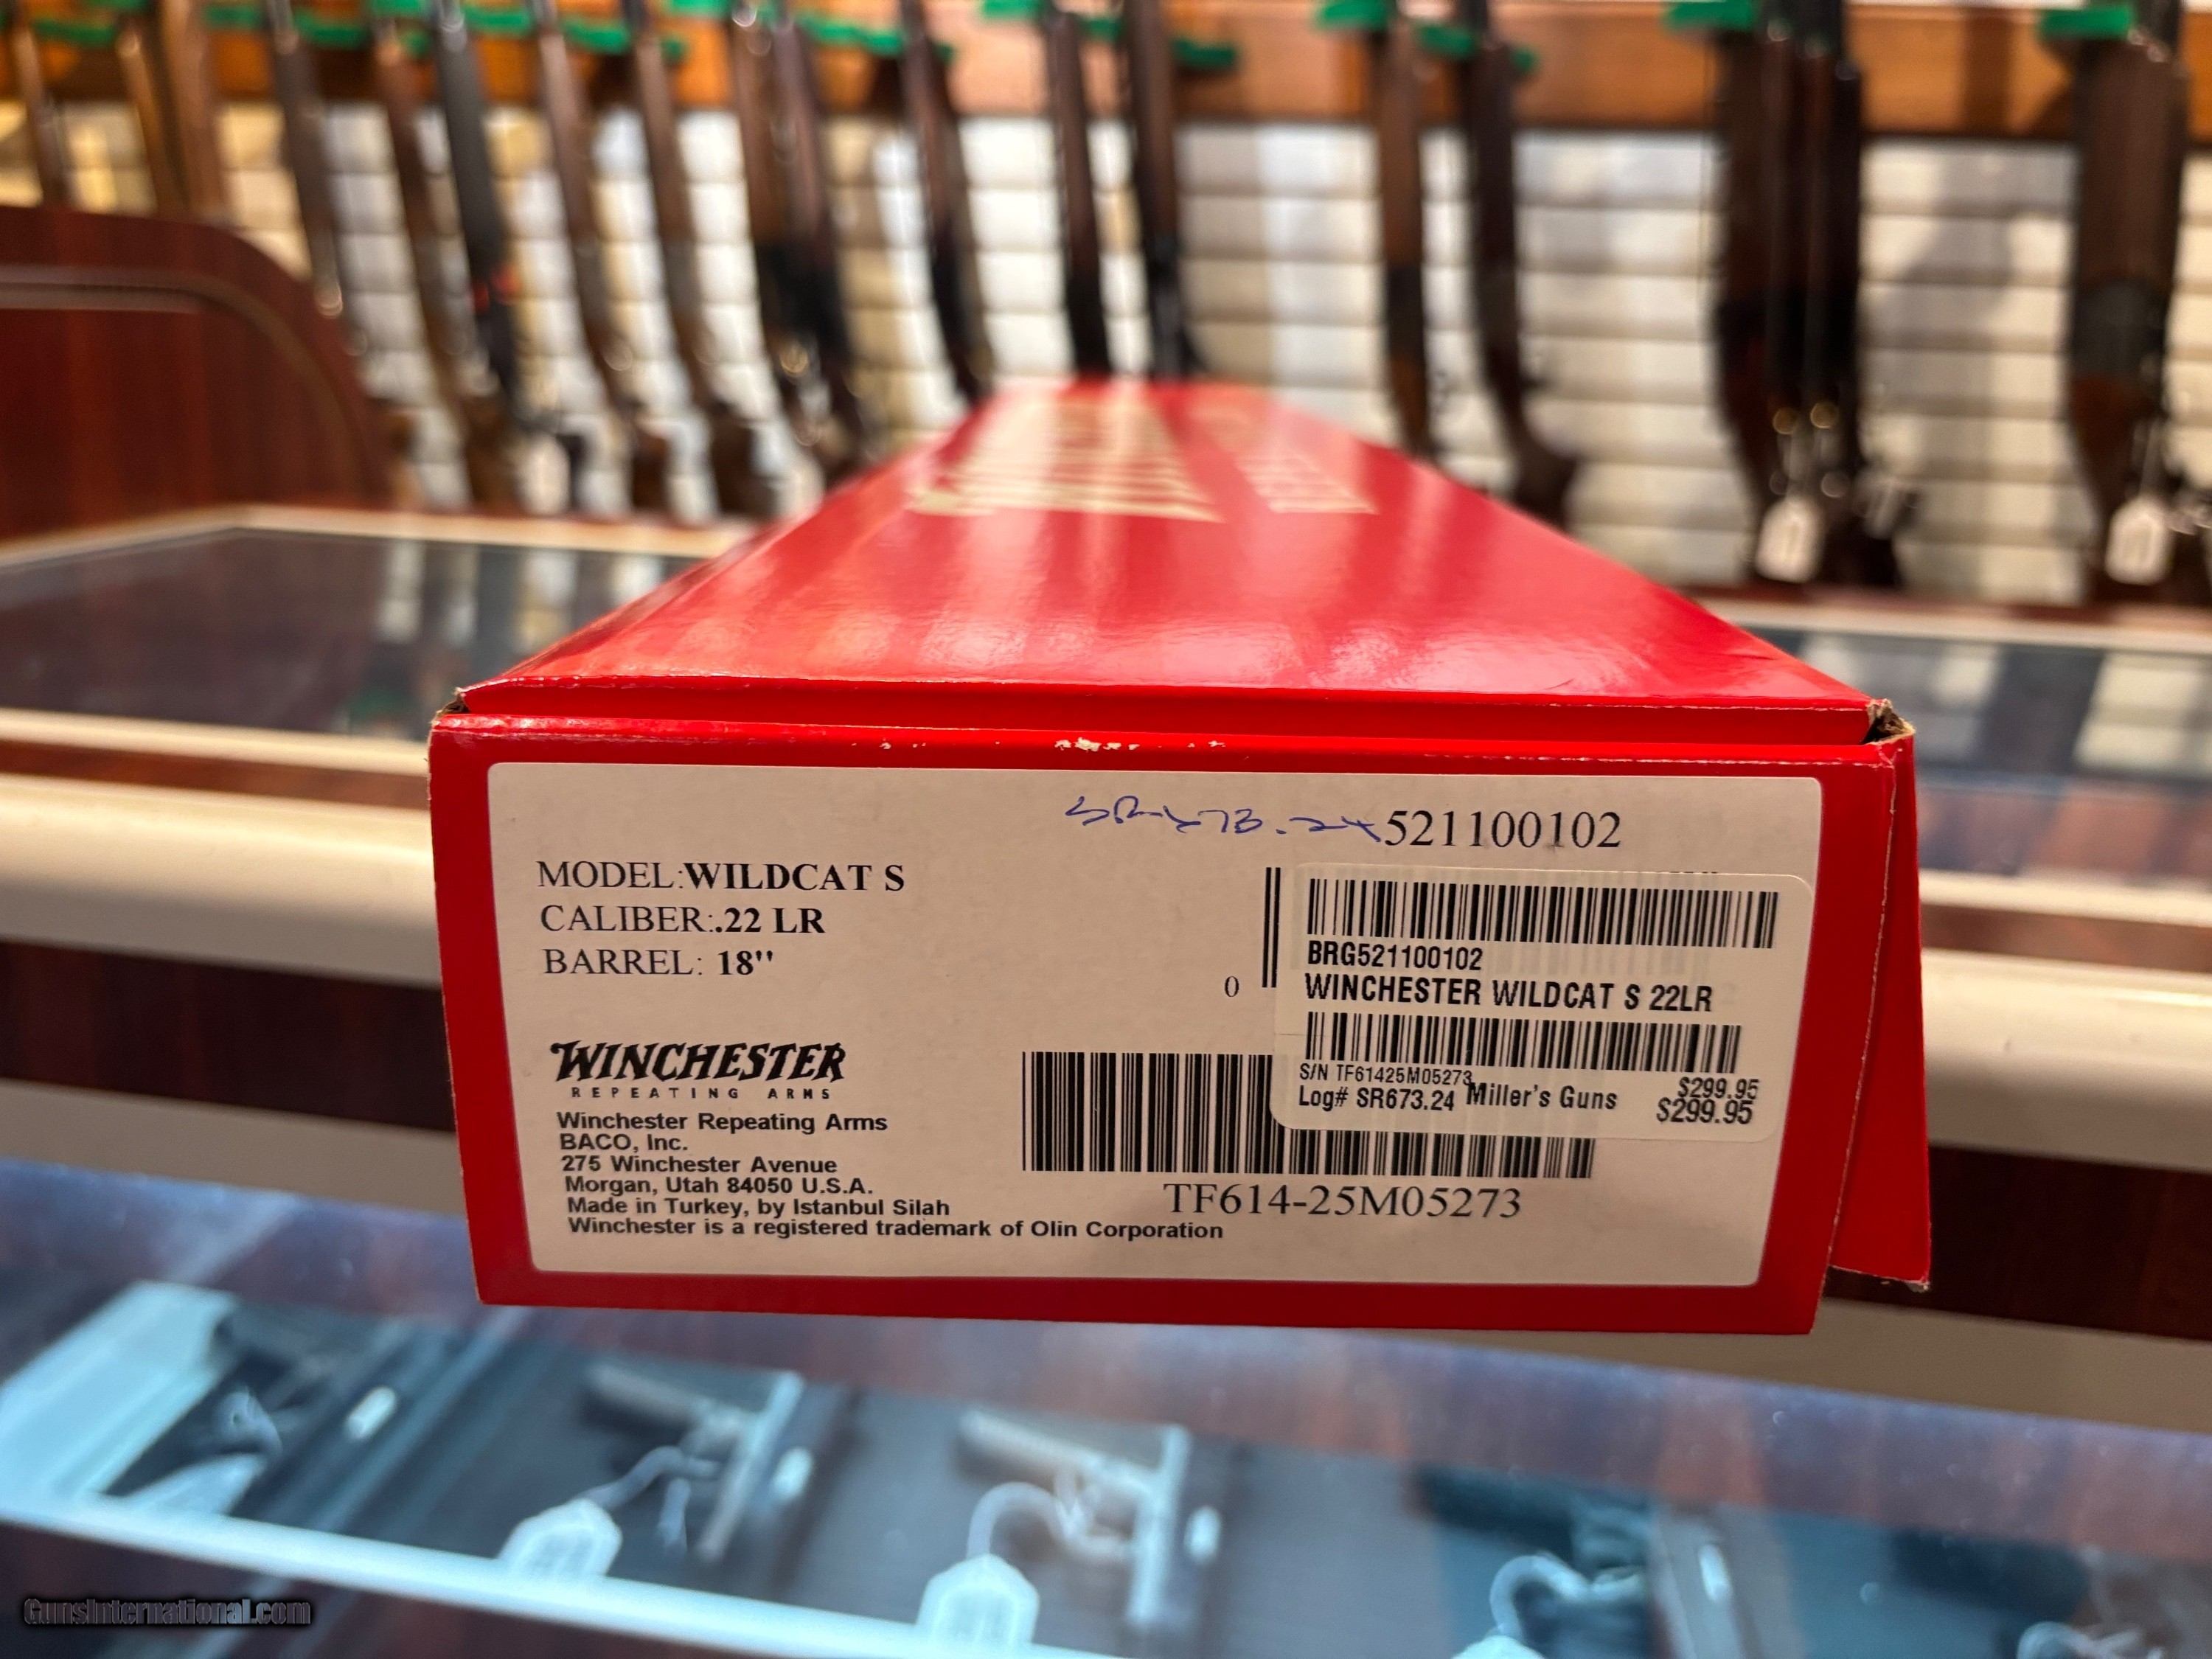 SR673.24 521100102
MODEL:WILDCAT S
CALIBER:.22 LR
BARREL: 18"
0
BRG521100102
WINCHESTER WILDCAT S 22LR
S/N TF61425M05273
$299.95
Log# SR673.24 Miller's Guns $299.95
WINCHESTER
REPEATING ARMS
Winchester Repeating Arms
BACO, Inc.
275 Winchester Avenue
Morgan, Utah 84050 U.S.A.
Made in Turkey, by Istanbul Silah
Winchester is a registered trademark of Olin Corporation
TF614-25M05273
GunsInternational.com